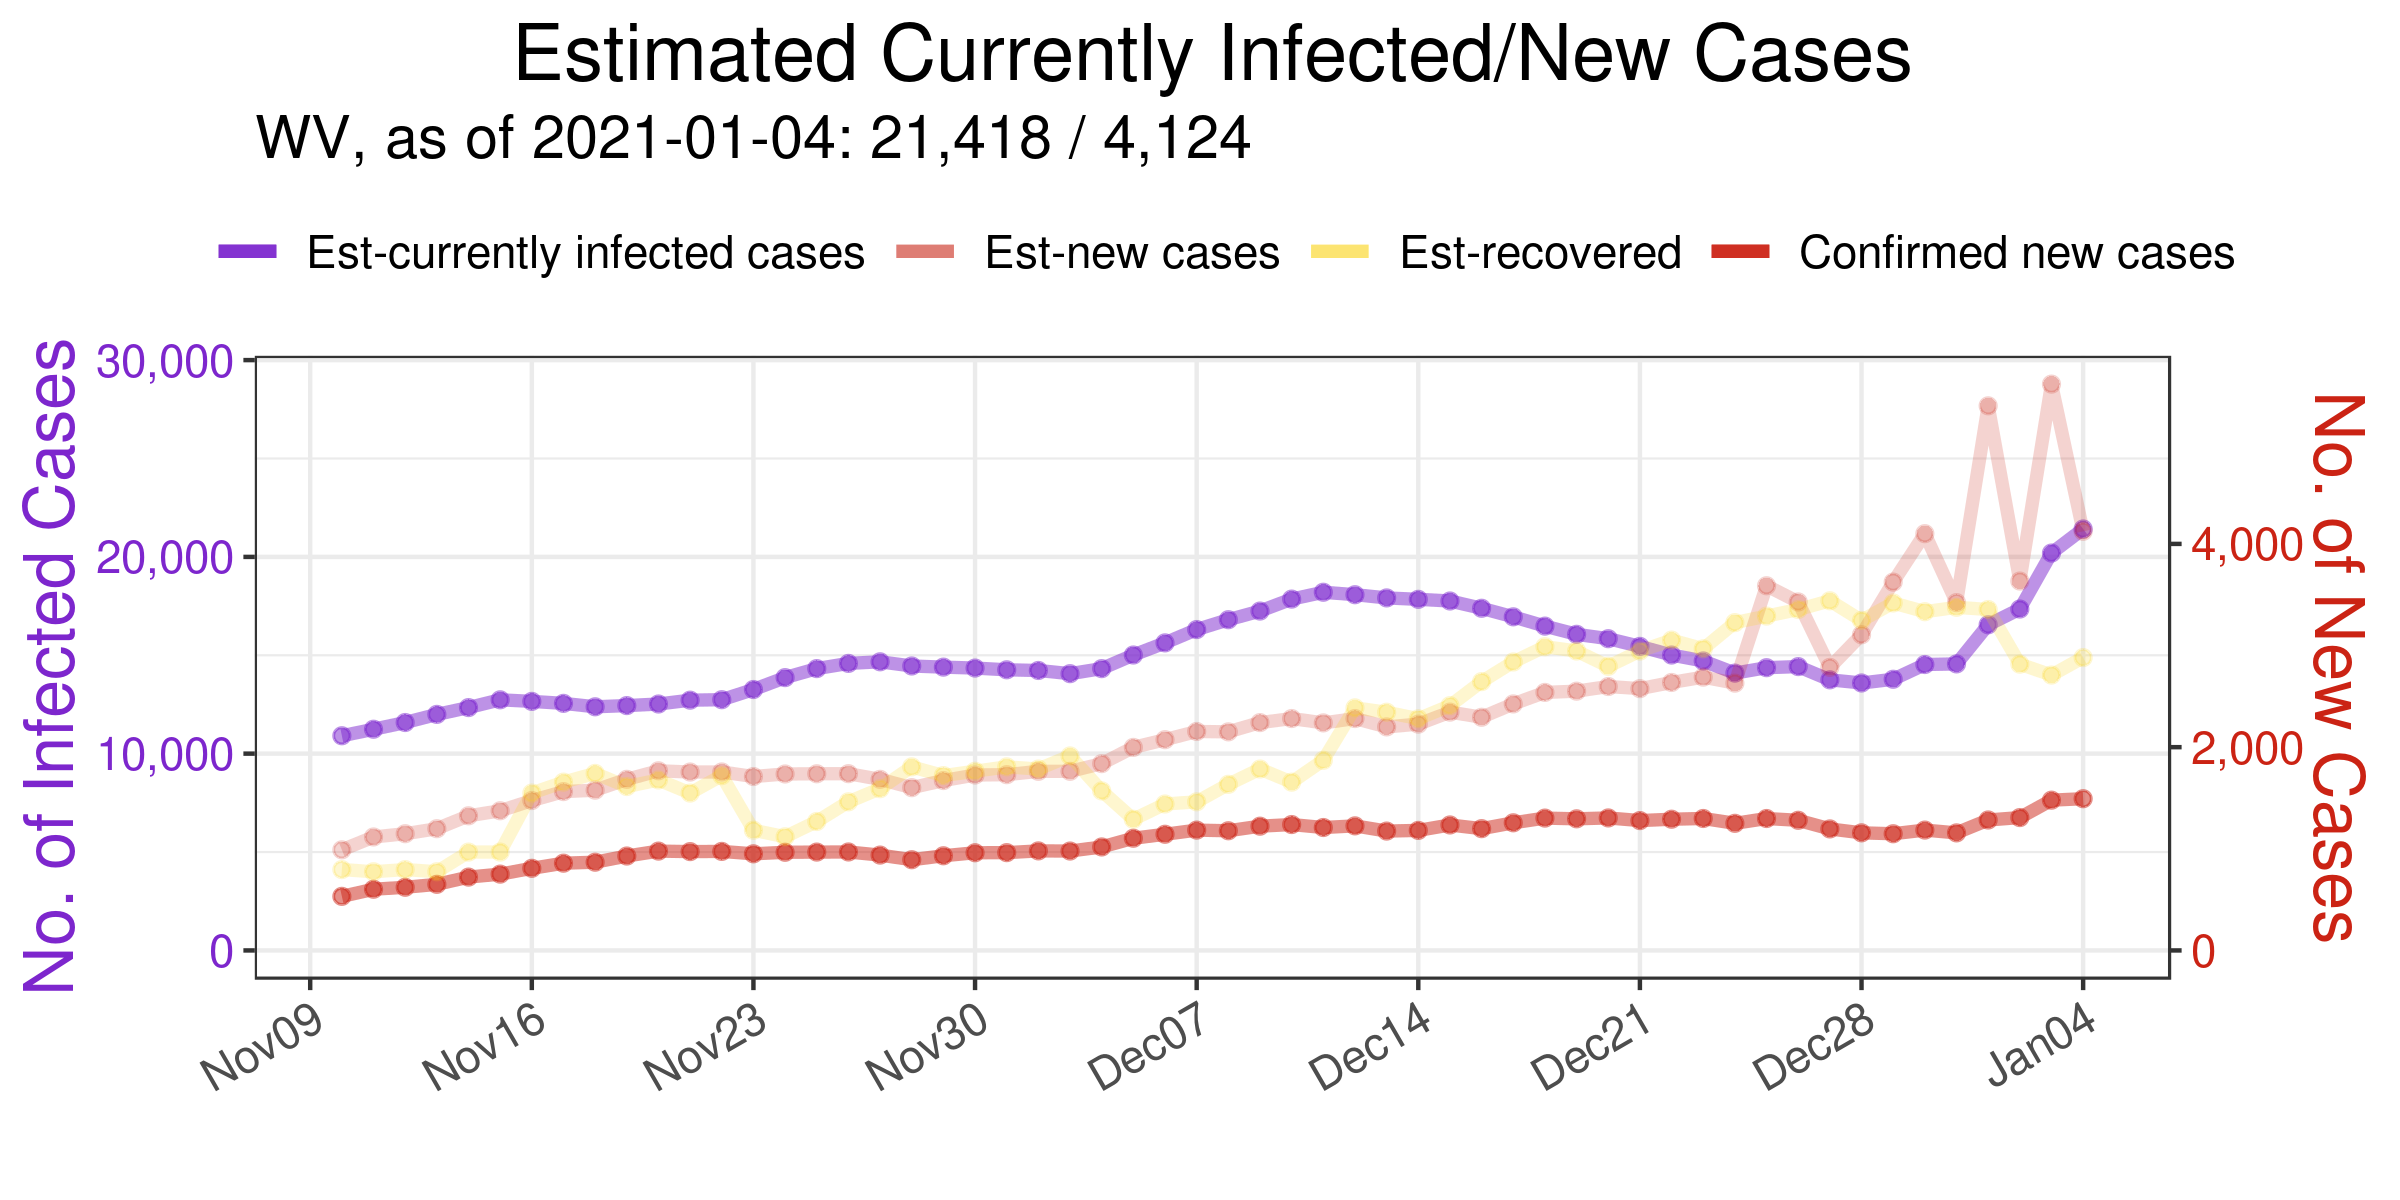 Estimated Currently Infected/New Cases
WV, as of 2021-01-04: 21,418 / 4,124
Est-currently infected cases Est-new cases Est-recovered Confirmed new cases
No. of Infected Cases
30,000
20,000
10,000
0
4,000
2,000
0
No. of New Cases
Nov09 Nov16 Nov23 Nov30 Dec07 Dec14 Dec21 Dec28 Jan04